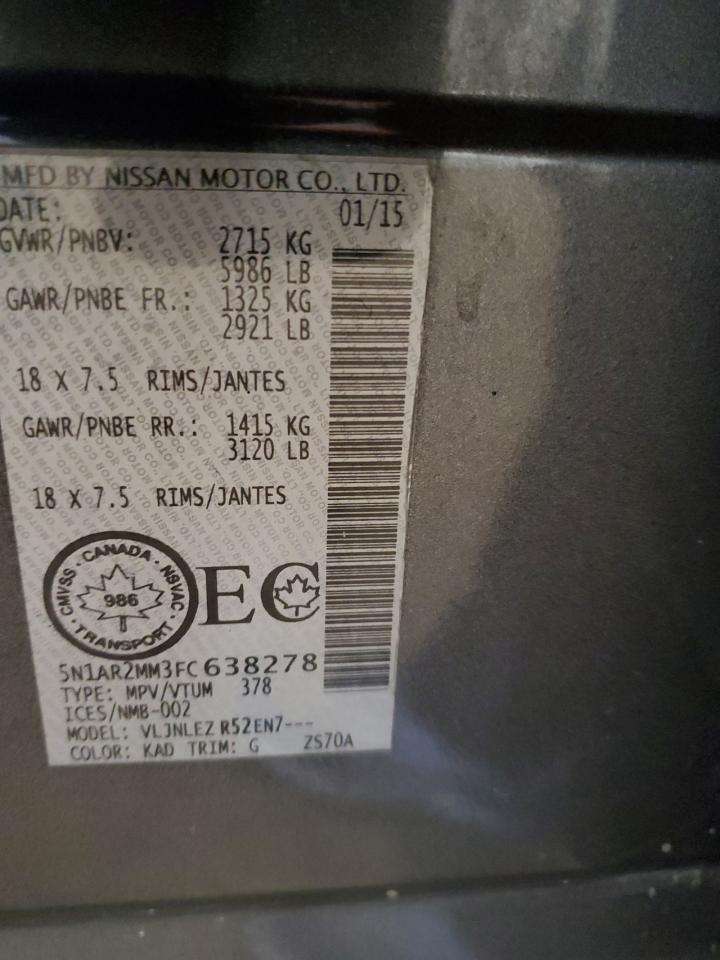 MFD BY NISSAN MOTOR CO., LTD.
DATE: 01/15
GVWR/PNBV: 2715 KG
5986 LB
GAWR/PNBE FR.: 1325 KG
2921 LB
18 X 7.5 RIMS/JANTES
GAWR/PNBE RR.: 1415 KG
3120 LB
18 X 7.5 RIMS/JANTES
CANADA · NSVAC · TRANSPORT · CMVSS ·
986
EC
5N1AR2MM3FC638278
TYPE: MPV/VTUM 378
ICES/NMB-002
MODEL: VLJNLEZ R52EN7---
COLOR: KAD TRIM: G ZS70A